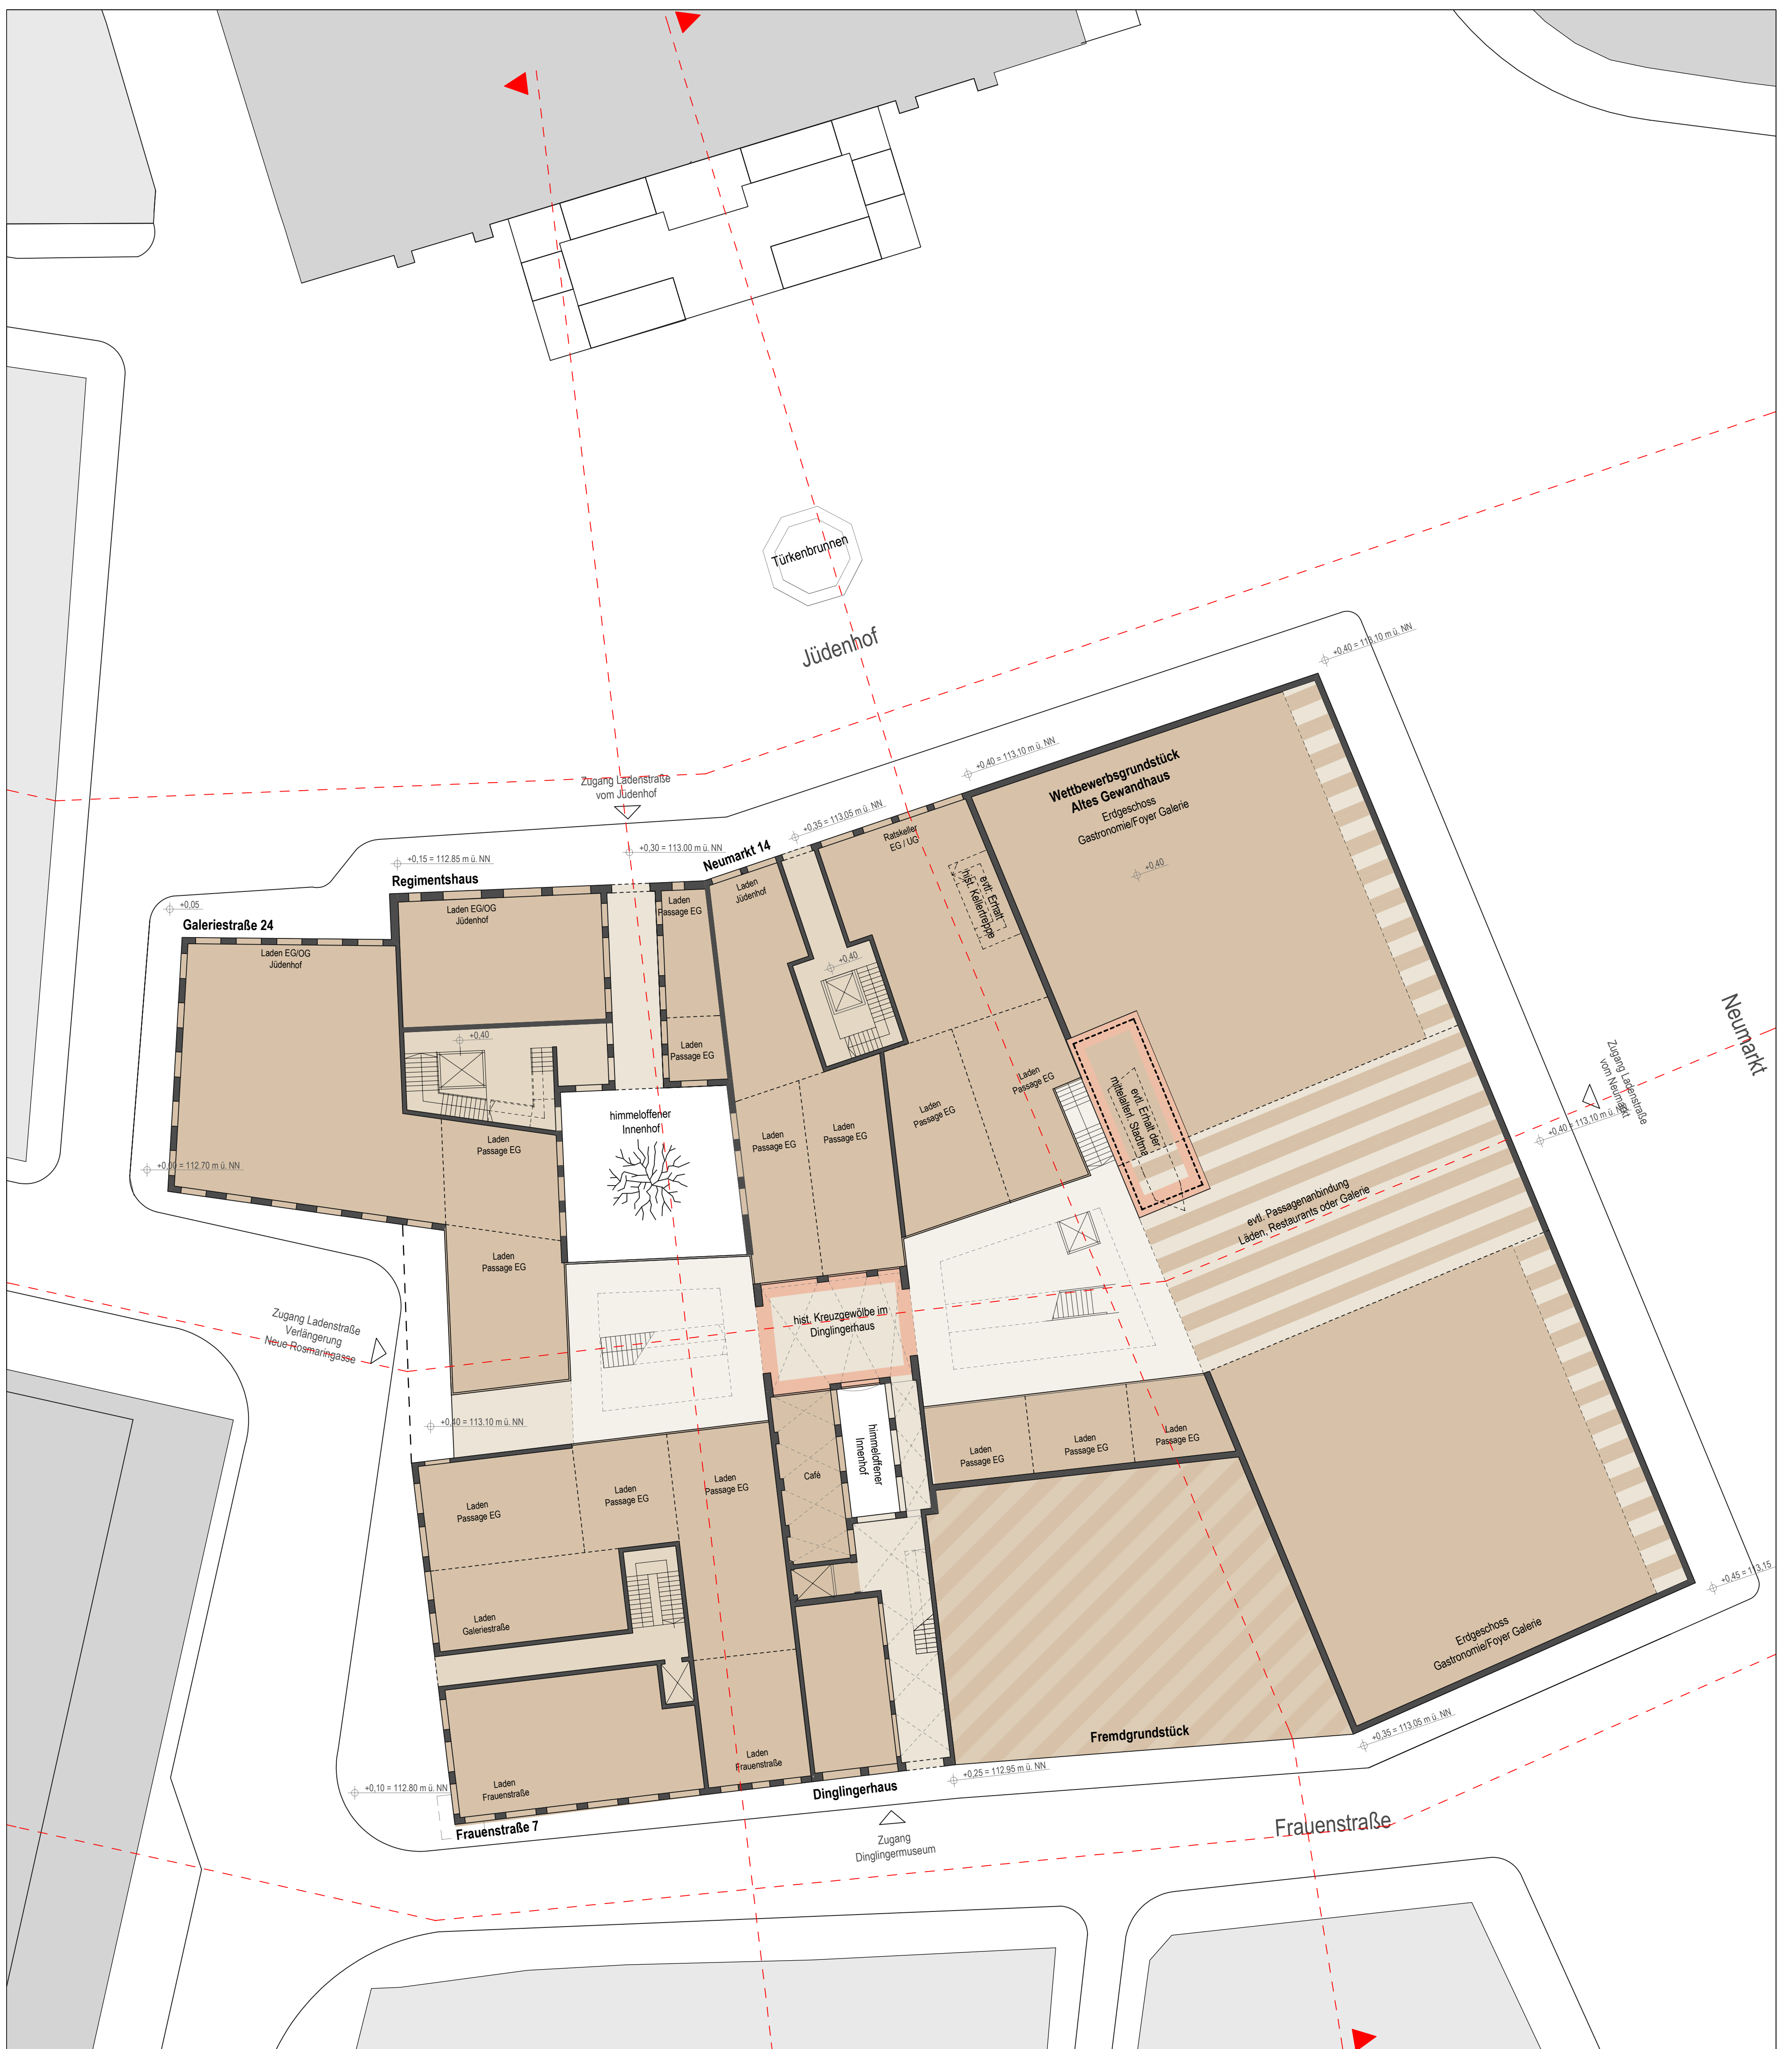 Türkenbrunnen
Jüdenhof
+0,40 = 113,10 m ü. NN
+0,40 = 113,10 m ü. NN
Zugang Ladenstraße
vom Jüdenhof
+0,35 = 113,05 m ü. NN
+0,30 = 113.00 m ü. NN
+0,15 = 112.85 m ü. NN
Neumarkt 14
Regimentshaus
+0,05
Galeriestraße 24
Wettbewerbsgrundstück
Altes Gewandhaus
Erdgeschoss
Gastronomie/Foyer Galerie
+0,40
Ratskeller
EG / UG
evtl. Erhalt
hist. Kellertreppe
Laden
Jüdenhof
Laden
Passage EG
Laden EG/OG
Jüdenhof
Laden EG/OG
Jüdenhof
+0,40
+0,40
Laden
Passage EG
Laden
Passage EG
Neumarkt
Zugang Ladenstraße
vom Neumarkt
+0,40 = 113,10 m ü. NN
himmeloffener
Innenhof
Laden
Passage EG
Laden
Passage EG
Laden
Passage EG
Laden
Passage EG
evtl. Erhalt der
mittelalterl. Stadtma
+0,00 = 112.70 m ü. NN
evtl. Passagenanbindung
Läden, Restaurants oder Galerie
Laden
Passage EG
Zugang Ladenstraße
Verlängerung
Neue Rosmaringasse
hist. Kreuzgewölbe im
Dinglingerhaus
+0,40 = 113.10 m ü. NN
himmeloffener
Innenhof
Cafè
Laden
Passage EG
Laden
Passage EG
Laden
Passage EG
Laden
Passage EG
Laden
Passage EG
Laden
Passage EG
+0,45 = 113,15
Laden
Galeriestraße
Erdgeschoss
Gastronomie/Foyer Galerie
Fremdgrundstück
+0,35 = 113.05 m ü. NN
Laden
Frauenstraße
Laden
Frauenstraße
+0,10 = 112.80 m ü. NN
+0,25 = 112.95 m ü. NN
Dinglingerhaus
Frauenstraße 7
Zugang
Dinglingermuseum
Frauenstraße